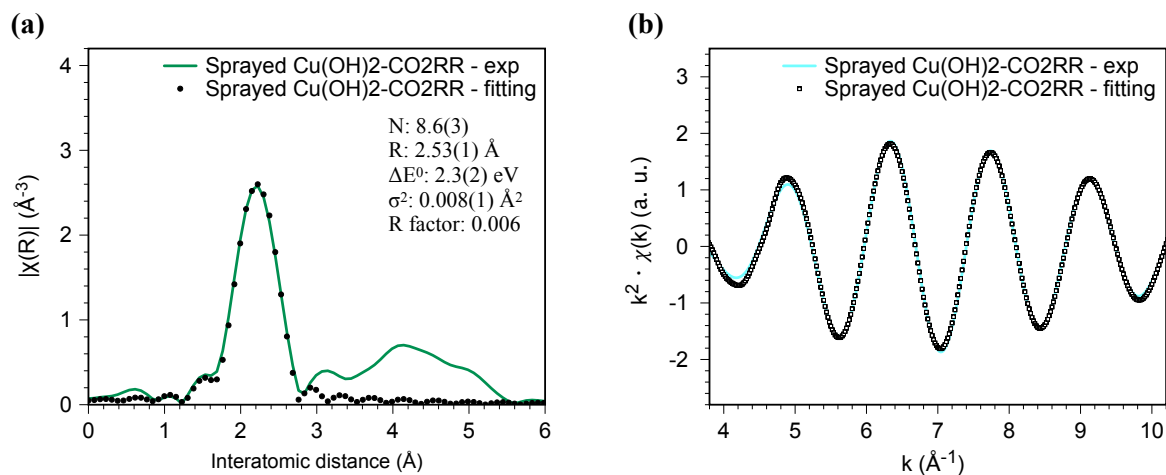 (a)
Sprayed Cu(OH)2-CO2RR - exp
Sprayed Cu(OH)2-CO2RR - fitting
N: 8.6(3)
R: 2.53(1) Å
ΔE⁰: 2.3(2) eV
σ²: 0.008(1) Å²
R factor: 0.006
4
3
2
1
0
|χ(R)| (Å⁻³)
0 1 2 3 4 5 6
Interatomic distance (Å)
(b)
Sprayed Cu(OH)2-CO2RR - exp
Sprayed Cu(OH)2-CO2RR - fitting
3
2
1
0
-1
-2
k² · χ(k) (a. u.)
4 5 6 7 8 9 10
k (Å⁻¹)